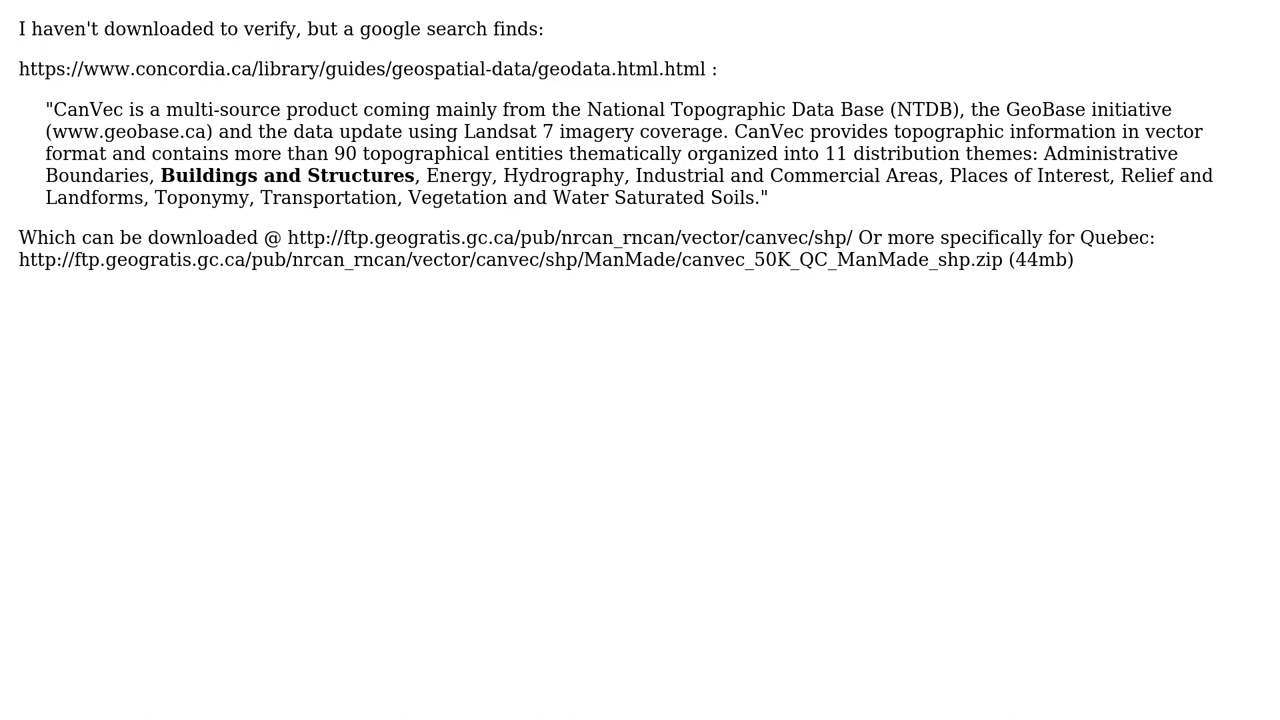 I haven't downloaded to verify, but a google search finds:
https://www.concordia.ca/library/guides/geospatial-data/geodata.html.html :
"CanVec is a multi-source product coming mainly from the National Topographic Data Base (NTDB), the GeoBase initiative
(www.geobase.ca) and the data update using Landsat 7 imagery coverage. CanVec provides topographic information in vector
format and contains more than 90 topographical entities thematically organized into 11 distribution themes: Administrative
Boundaries, Buildings and Structures, Energy, Hydrography, Industrial and Commercial Areas, Places of Interest, Relief and
Landforms, Toponymy, Transportation, Vegetation and Water Saturated Soils."
Which can be downloaded @ http://ftp.geogratis.gc.ca/pub/nrcan_rncan/vector/canvec/shp/ Or more specifically for Quebec:
http://ftp.geogratis.gc.ca/pub/nrcan_rncan/vector/canvec/shp/ManMade/canvec_50K_QC_ManMade_shp.zip (44mb)